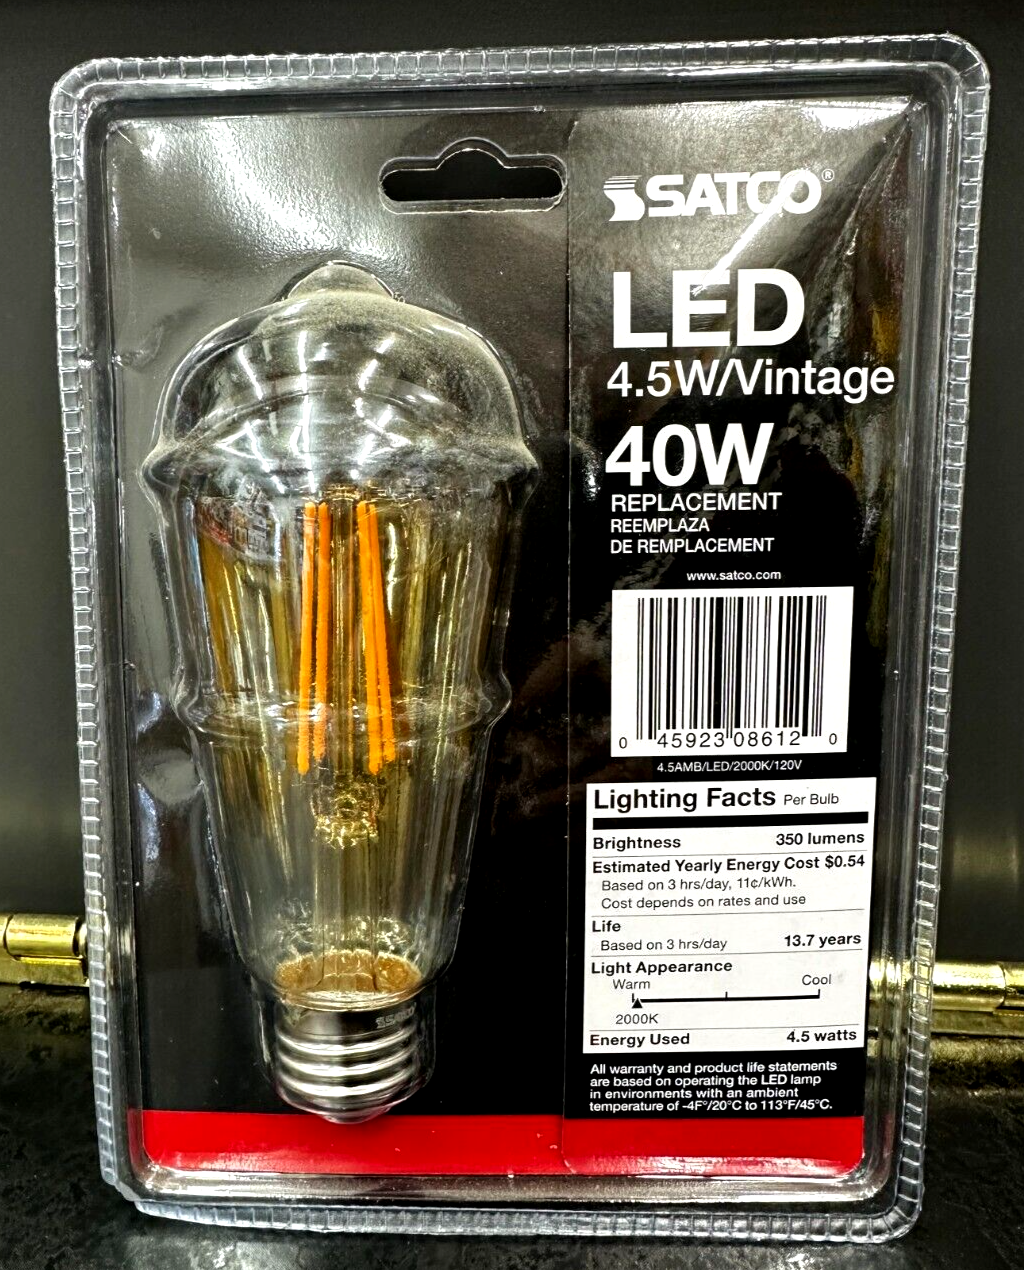 SATCO®
LED
4.5W/Vintage
40W
REPLACEMENT
REEMPLAZA
DE REMPLACEMENT
www.satco.com
0 45923 08612 0
4.5AMB/LED/2000K/120V
Lighting Facts Per Bulb
Brightness 350 lumens
Estimated Yearly Energy Cost $0.54
Based on 3 hrs/day, 11¢/kWh.
Cost depends on rates and use
Life
Based on 3 hrs/day 13.7 years
Light Appearance
Warm Cool
2000K
Energy Used 4.5 watts
All warranty and product life statements
are based on operating the LED lamp
in environments with an ambient
temperature of -4F°/20°C to 113°F/45°C.
SATCO